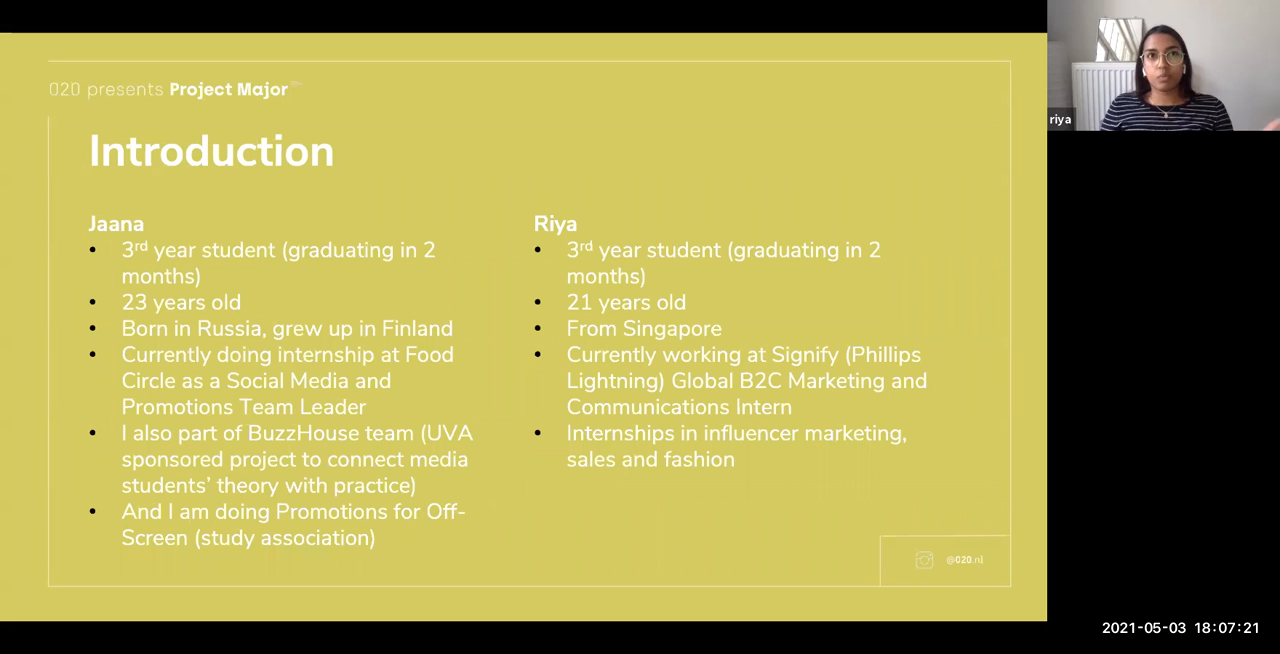 020 presents Project Major
Introduction
Jaana
• 3rd year student (graduating in 2
months)
• 23 years old
• Born in Russia, grew up in Finland
• Currently doing internship at Food
Circle as a Social Media and
Promotions Team Leader
• I also part of BuzzHouse team (UVA
sponsored project to connect media
students’ theory with practice)
• And I am doing Promotions for Off-
Screen (study association)
Riya
• 3rd year student (graduating in 2
months)
• 21 years old
• From Singapore
• Currently working at Signify (Phillips
Lightning) Global B2C Marketing and
Communications Intern
• Internships in influencer marketing,
sales and fashion
@020.nl
riya
2021-05-03 18:07:21